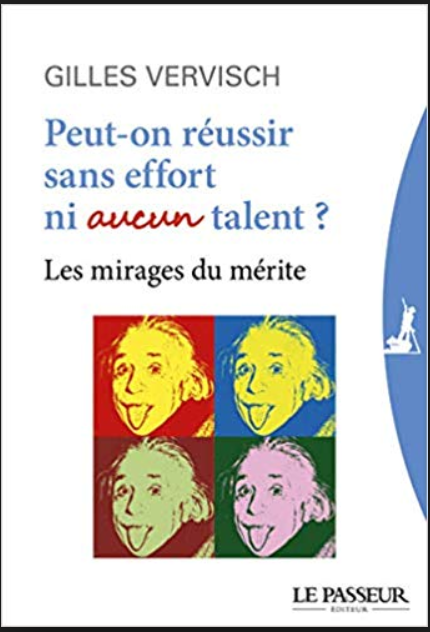 GILLES VERVISCH
Peut-on réussir
sans effort
ni aucun talent ?
Les mirages du mérite
LE PASSEUR
ÉDITEUR